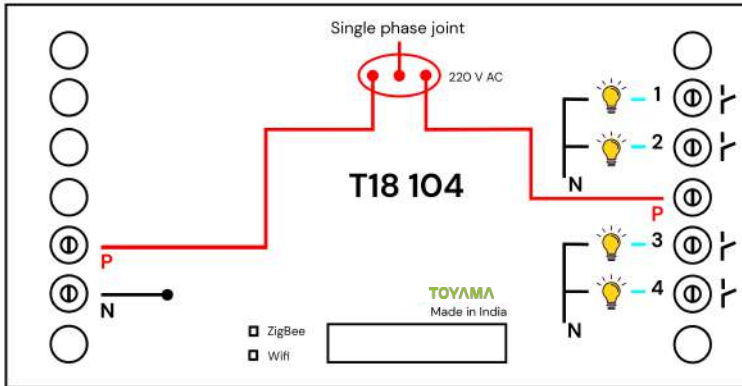 Single phase joint
220 V AC
1
2
N
T18 104
P
P
3
N
4
TOYAMA
Made in India
N
ZigBee
Wifi